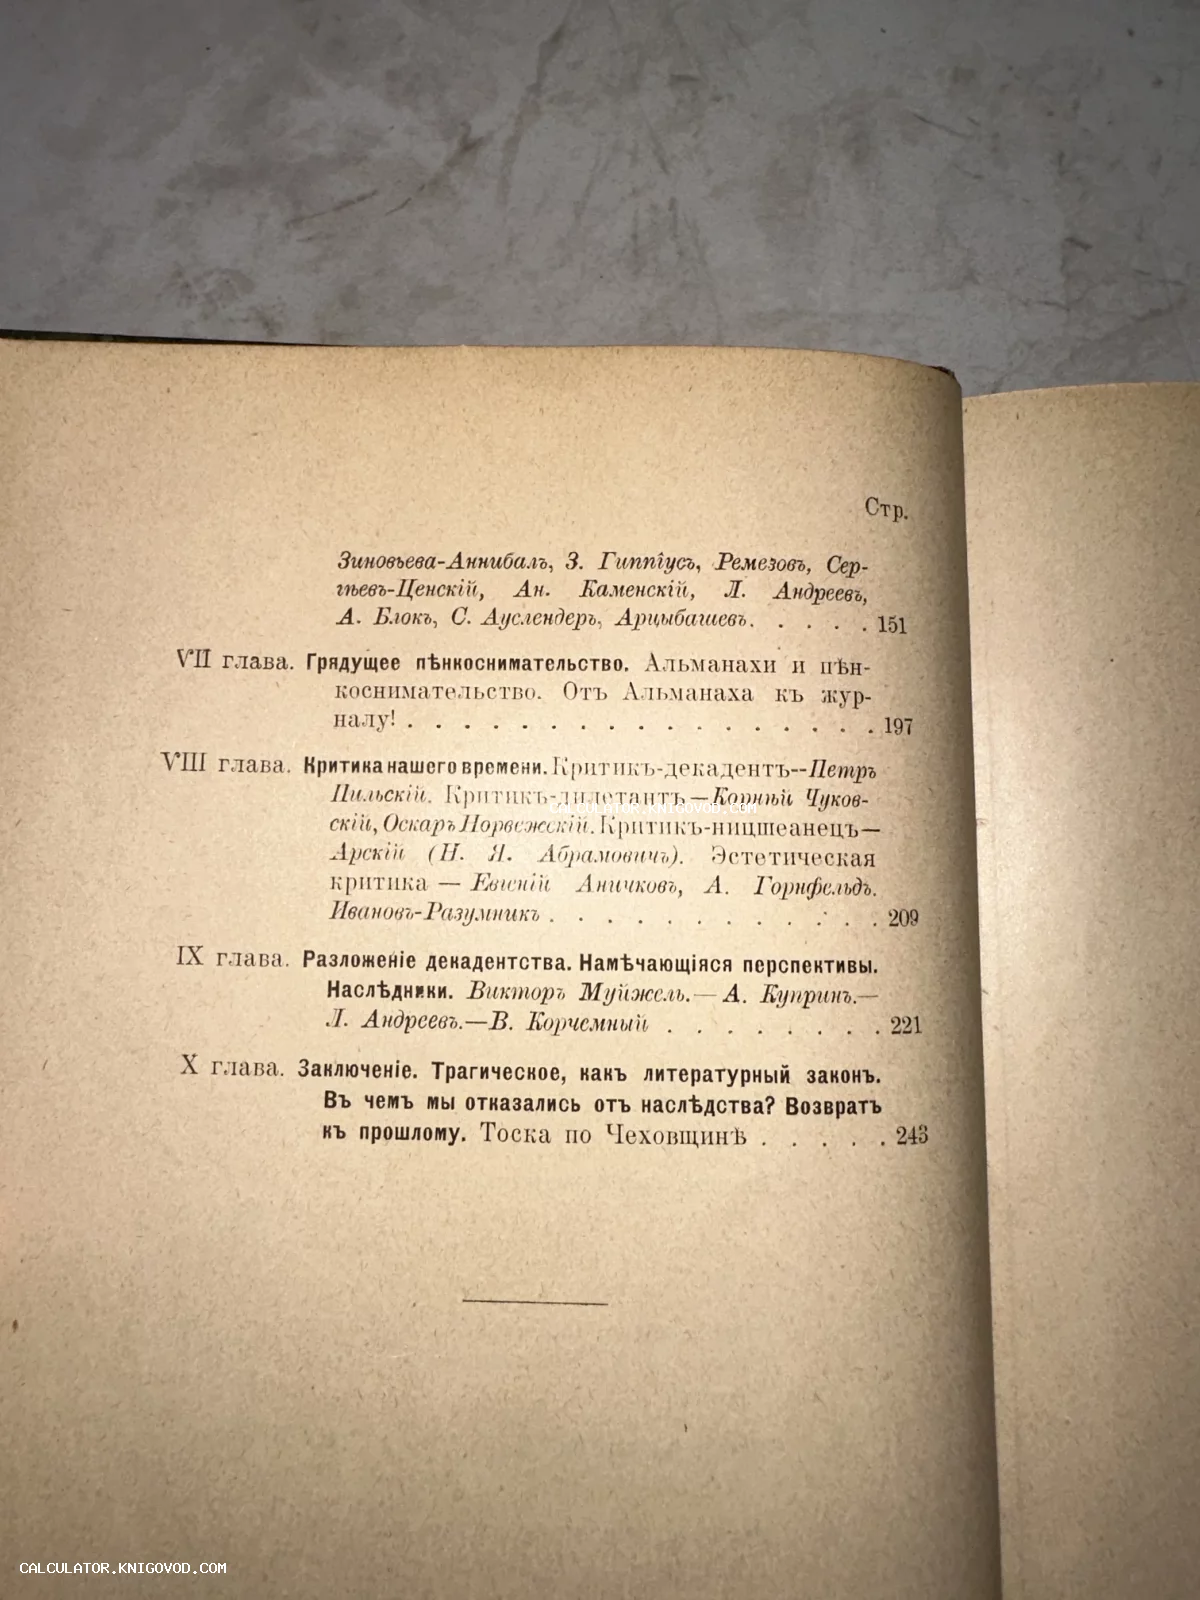 Стр.
Зиновьева-Аннибалъ, З. Гиппіусъ, Ремезовъ, Сер-
гѣевъ-Ценскій, Ан. Каменскій, Л. Андреевъ,
А. Блокъ, С. Ауслендеръ, Арцыбашевъ. . . . . 151
VII глава. Грядущее пѣнкоснимательство. Альманахи и пѣн-
коснимательство. Отъ Альманаха къ жур-
налу! . . . . . . . . . . . . . . . . . 197
VIII глава. Критика нашего времени. Критикъ-декадентъ--Петръ
Пильскій. Критикъ-дилетантъ—Корнѣй Чуков-
скій, Оскаръ Норвежскій. Критикъ-ницшеанецъ—
Арскій (Н. Я. Абрамовичъ). Эстетическая
критика — Евгеній Аничковъ, А. Горнфельдъ.
Ивановъ-Разумникъ . . . . . . . . . . . . 209
IX глава. Разложеніе декадентства. Намѣчающіяся перспективы.
Наслѣдники. Викторъ Муйжель.—А. Купринъ.—
Л. Андреевъ.—В. Корчемный . . . . . . . . 221
X глава. Заключеніе. Трагическое, какъ литературный законъ.
Въ чемъ мы отказались отъ наслѣдства? Возвратъ
къ прошлому. Тоска по Чеховщинѣ . . . . . 243
CALCULATOR.KNIGOVOD.COM
CALCULATOR.KNIGOVOD.COM